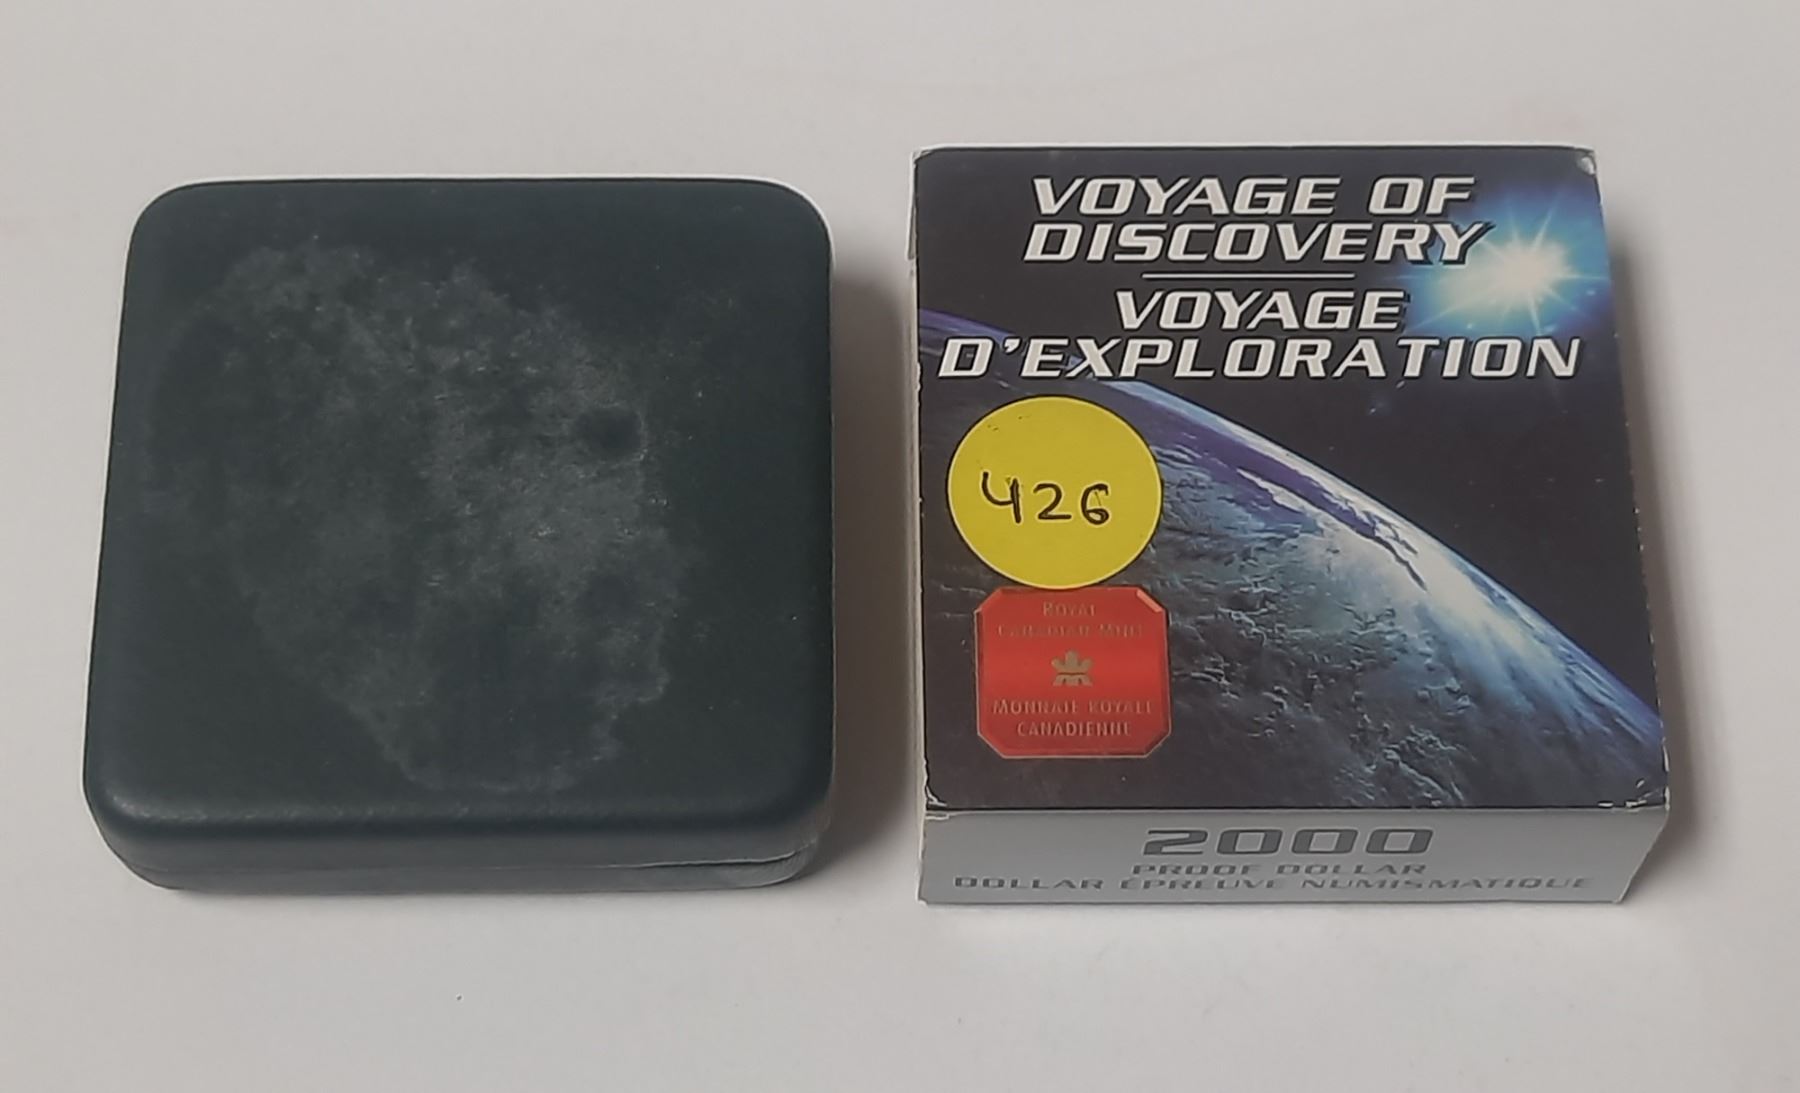 VOYAGE OF
DISCOVERY
VOYAGE
D'EXPLORATION
426
ROYAL
CANADIAN MINT
MONNAIE ROYALE
CANADIENNE
2000
PROOF DOLLAR
DOLLAR ÉPREUVE NUMISMATIQUE